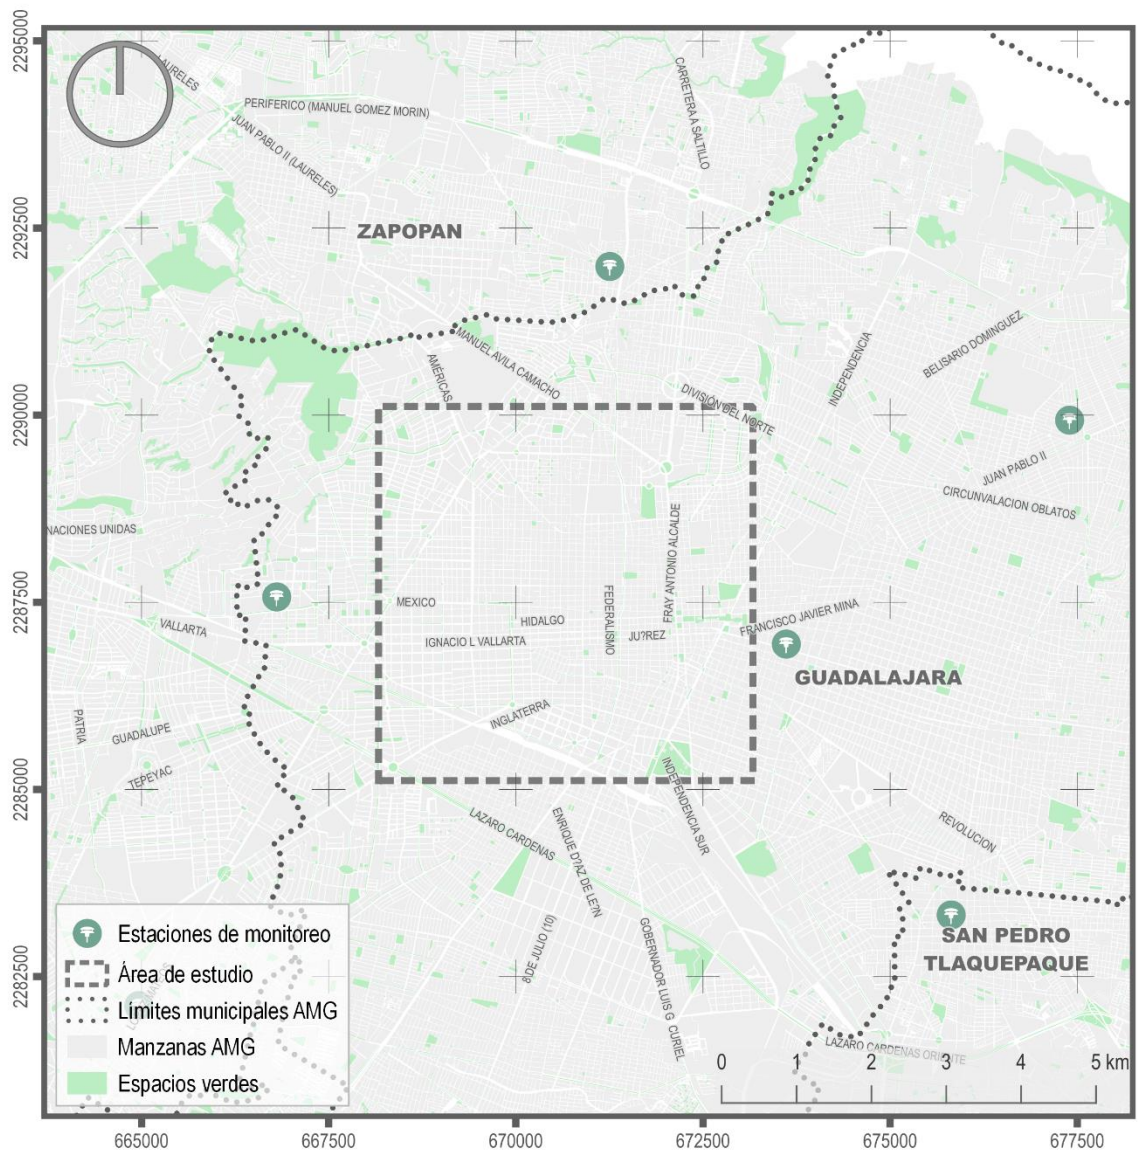 2295000
2292500
2290000
2287500
2285000
2282500
LAURELES
PERIFERICO (MANUEL GOMEZ MORIN)
JUAN PABLO II (LAURELES)
CARRETERA A SALTILLO
ZAPOPAN
MANUEL AVILA CAMACHO
AMÉRICAS
DIVISIÓN DEL NORTE
INDEPENDENCIA
BELISARIO DOMINGUEZ
JUAN PABLO II
CIRCUNVALACION OBLATOS
NACIONES UNIDAS
FRAY ANTONIO ALCALDE
FEDERALISMO
MEXICO
HIDALGO
IGNACIO L VALLARTA
JU?REZ
FRANCISCO JAVIER MINA
VALLARTA
GUADALAJARA
PATRIA
GUADALUPE
TEPEYAC
INGLATERRA
INDEPENDENCIA SUR
LAZARO CARDENAS
ENRIQUE D?AZ DE LE?N
REVOLUCION
8 DE JULIO (10)
GOBERNADOR LUIS G CURIEL
SAN PEDRO
TLAQUEPAQUE
LAZARO CARDENAS ORIENTE
Estaciones de monitoreo
Área de estudio
Límites municipales AMG
Manzanas AMG
Espacios verdes
0 1 2 3 4 5 km
665000 667500 670000 672500 675000 677500